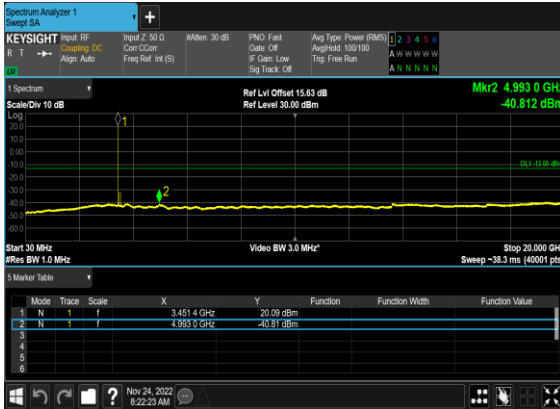 Spectrum Analyzer 1
Swept SA
+
KEYSIGHT Input: RF Input Z: 50 Ω #Atten: 30 dB PNO: Fast Avg Type: Power (RMS) 1 2 3 4 5 6
R T Coupling: DC Corr CCorr Gate: Off Avg|Hold: 100/100 A W W W W W
Align: Auto Freq Ref: Int (S) IF Gain: Low Trig: Free Run
LW Sig Track: Off A N N N N N
1 Spectrum
Ref Lvl Offset 15.63 dB Mkr2 4.993 0 GHz
Scale/Div 10 dB Ref Level 30.00 dBm -40.812 dBm
Log
1
20.0
10.0
0.00
-10.0
DL1 -13.00 dBm
-20.0
-30.0
2
-40.0
-50.0
-60.0
Start 30 MHz Video BW 3.0 MHz* Stop 20.000 GH
#Res BW 1.0 MHz Sweep ~38.3 ms (40001 pts
5 Marker Table
Mode Trace Scale X Y Function Function Width Function Value
1 N 1 f 3.451 4 GHz 20.09 dBm
2 N 1 f 4.993 0 GHz -40.81 dBm
3
4
5
6
? Nov 24, 2022
8:22:23 AM